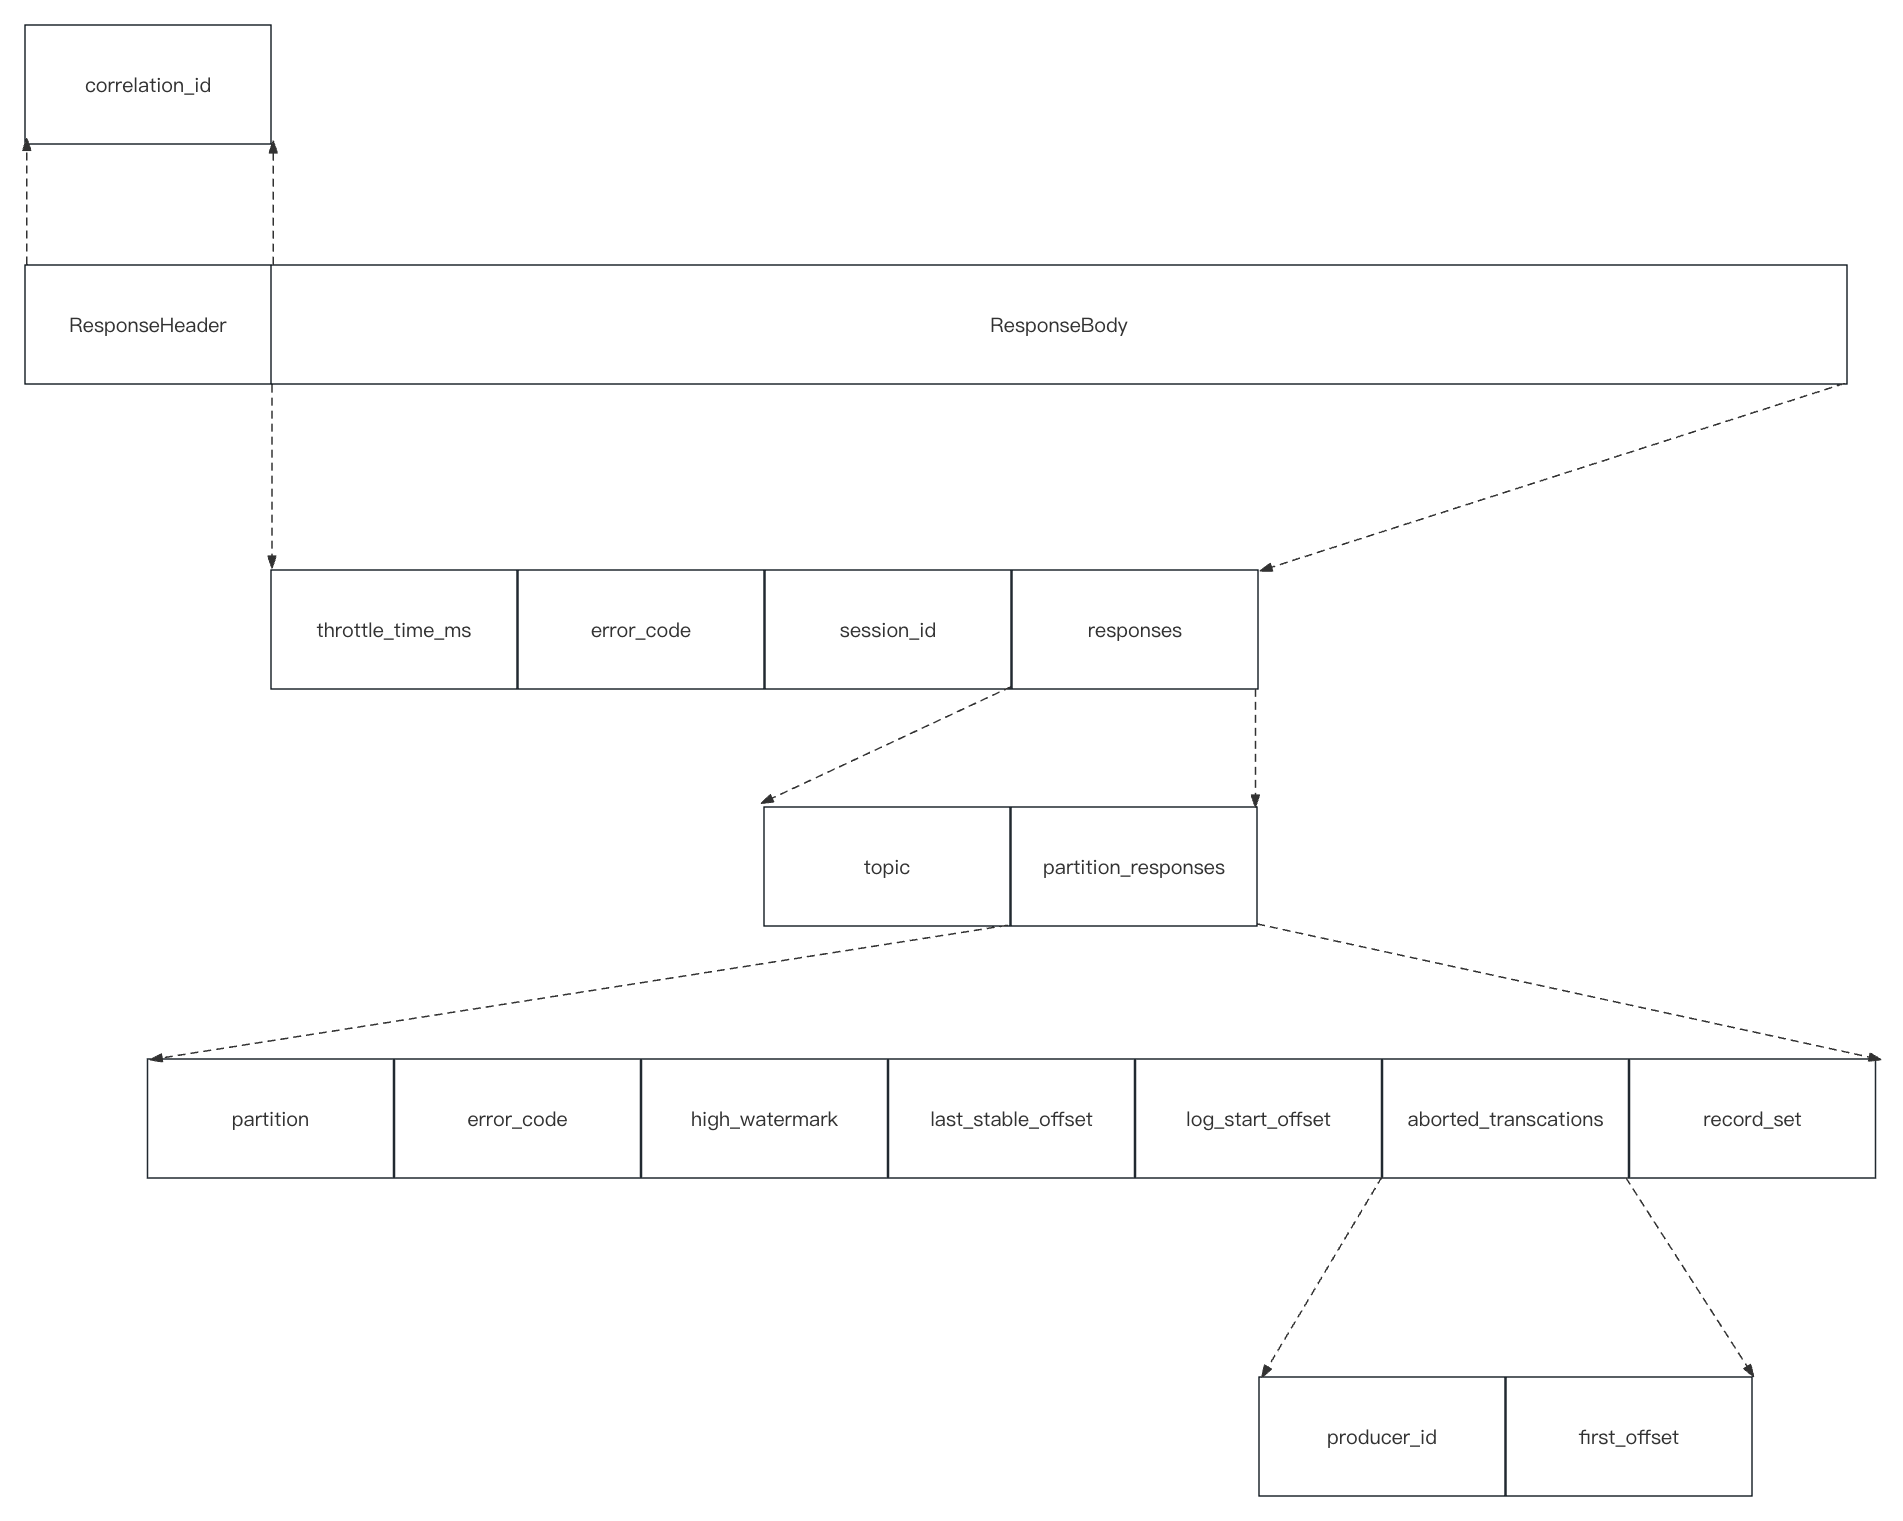 correlation_id
ResponseHeader
ResponseBody
throttle_time_ms
error_code
session_id
responses
topic
partition_responses
partition
error_code
high_watermark
last_stable_offset
log_start_offset
aborted_transcations
record_set
producer_id
first_offset